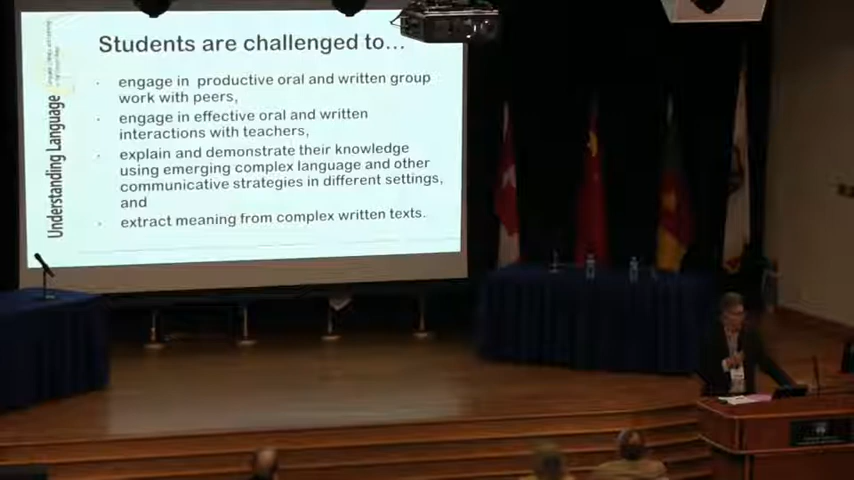 Students are challenged to...
· engage in productive oral and written group
work with peers,
· engage in effective oral and written
interactions with teachers,
· explain and demonstrate their knowledge
using emerging complex language and other
communicative strategies in different settings,
and
· extract meaning from complex written texts.
Understanding Language